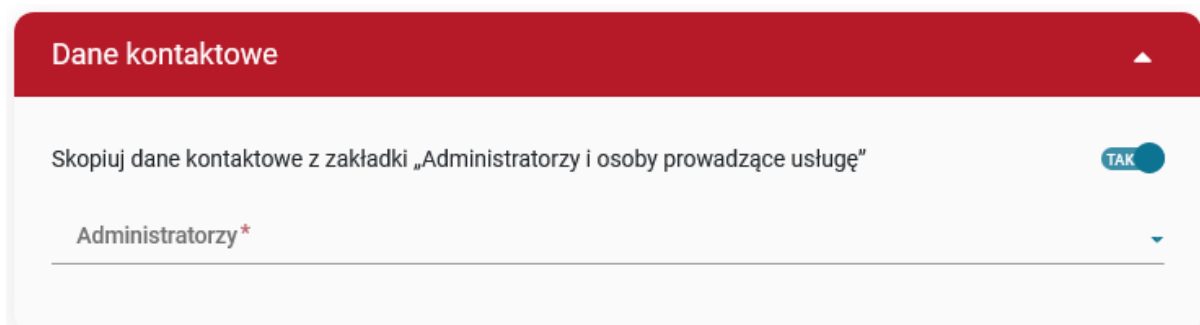 Dane kontaktowe
Skopiuj dane kontaktowe z zakładki „Administratorzy i osoby prowadzące usługę”
TAK
Administratorzy*